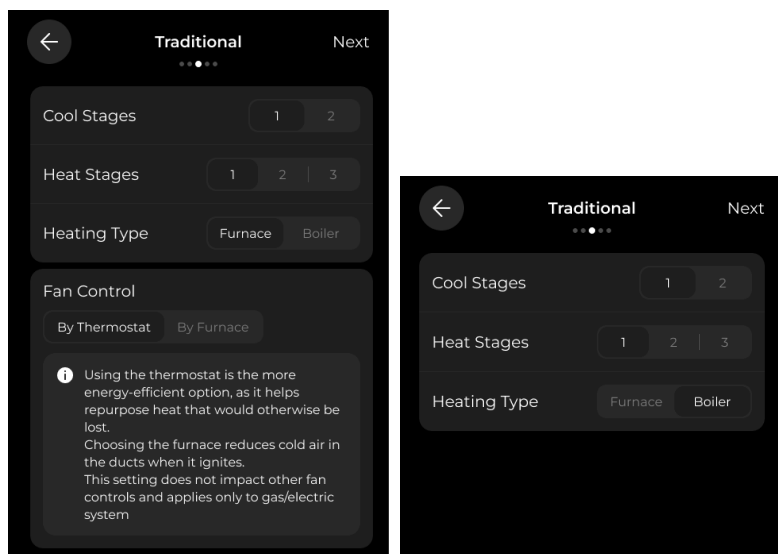 Traditional
Next
Cool Stages
1
2
Heat Stages
1
2
3
Heating Type
Furnace
Boiler
Fan Control
By Thermostat
By Furnace
Using the thermostat is the more
energy-efficient option, as it helps
repurpose heat that would otherwise be
lost.
Choosing the furnace reduces cold air in
the ducts when it ignites.
This setting does not impact other fan
controls and applies only to gas/electric
system
Traditional
Next
Cool Stages
1
2
Heat Stages
1
2
3
Heating Type
Furnace
Boiler